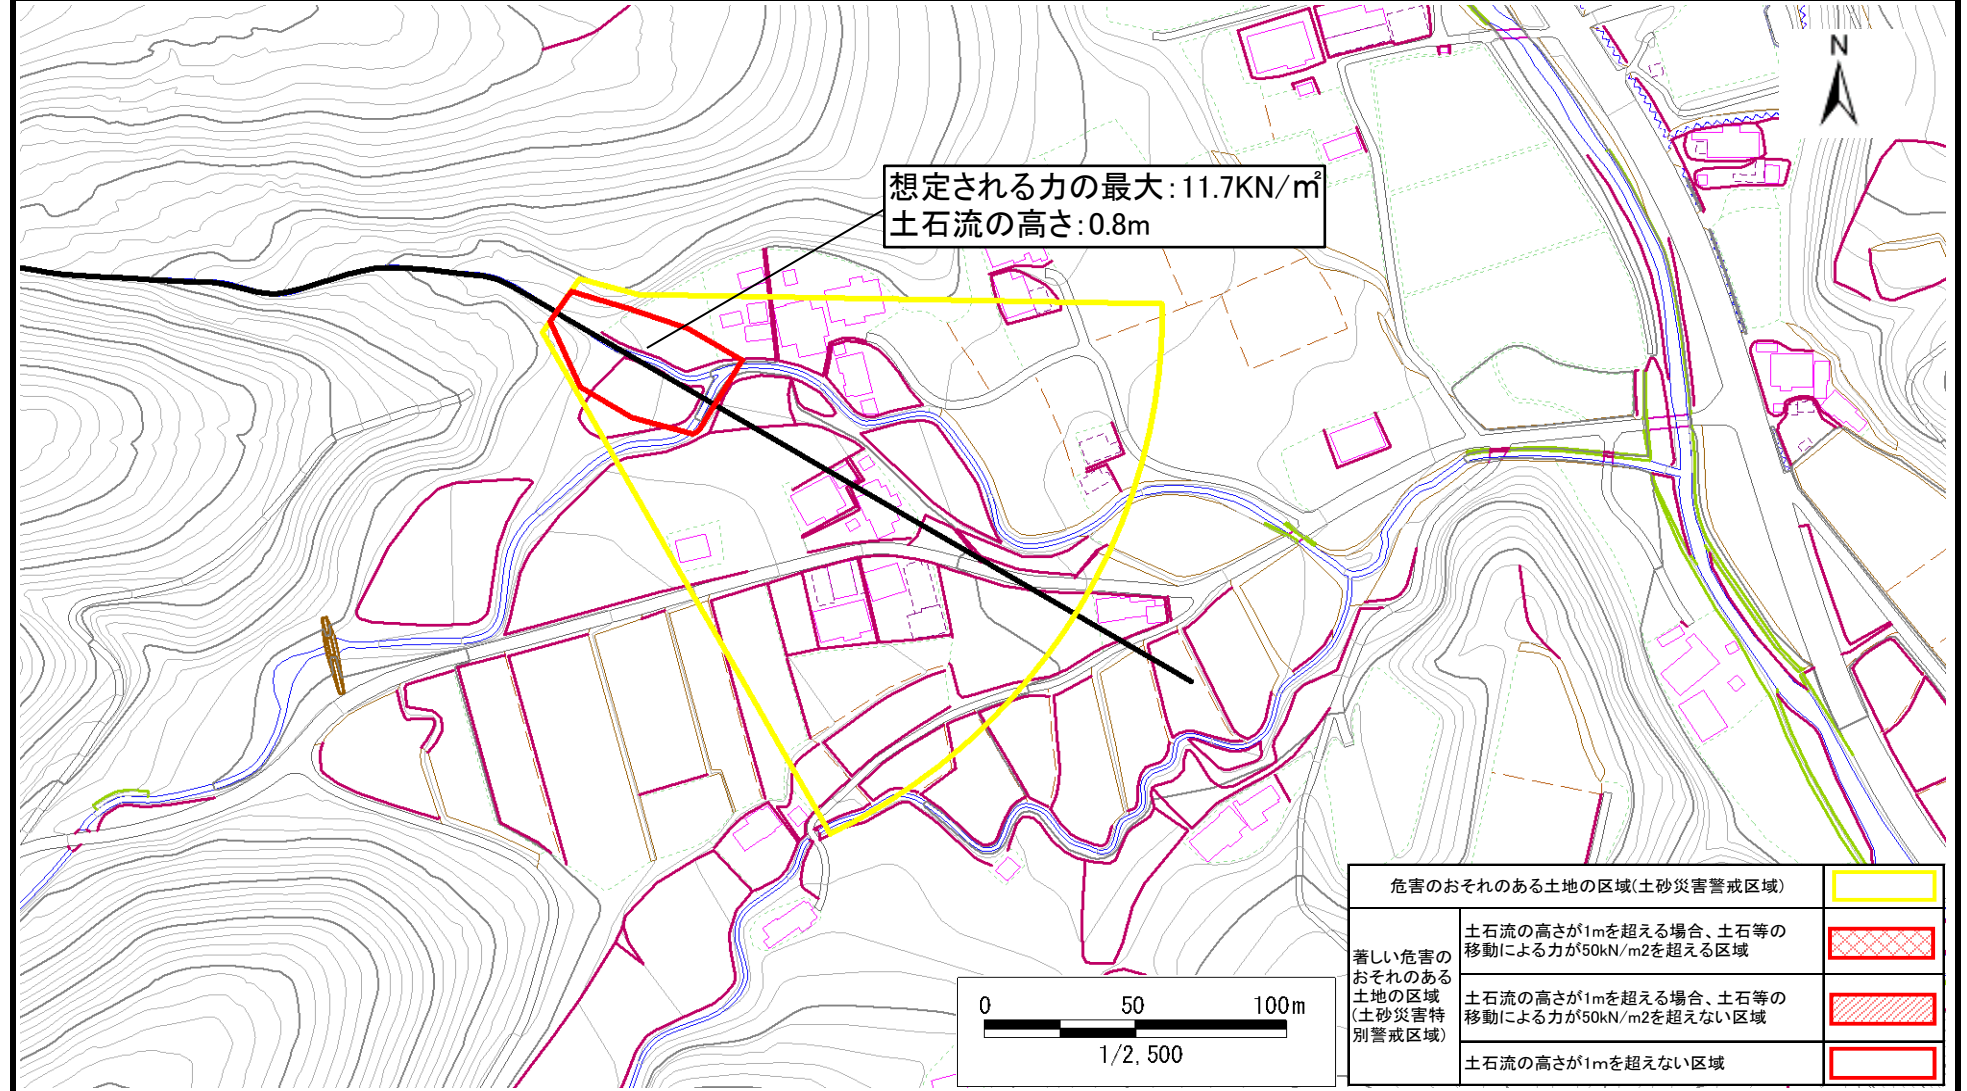 N
想定される力の最大:11.7KN/㎡
土石流の高さ:0.8m
危害のおそれのある土地の区域(土砂災害警戒区域)
著しい危害の
おそれのある
土地の区域
(土砂災害特
別警戒区域)
土石流の高さが1mを超える場合、土石等の
移動による力が50kN/m2を超える区域
土石流の高さが1mを超える場合、土石等の
移動による力が50kN/m2を超えない区域
土石流の高さが1mを超えない区域
0 50 100m
1/2,500